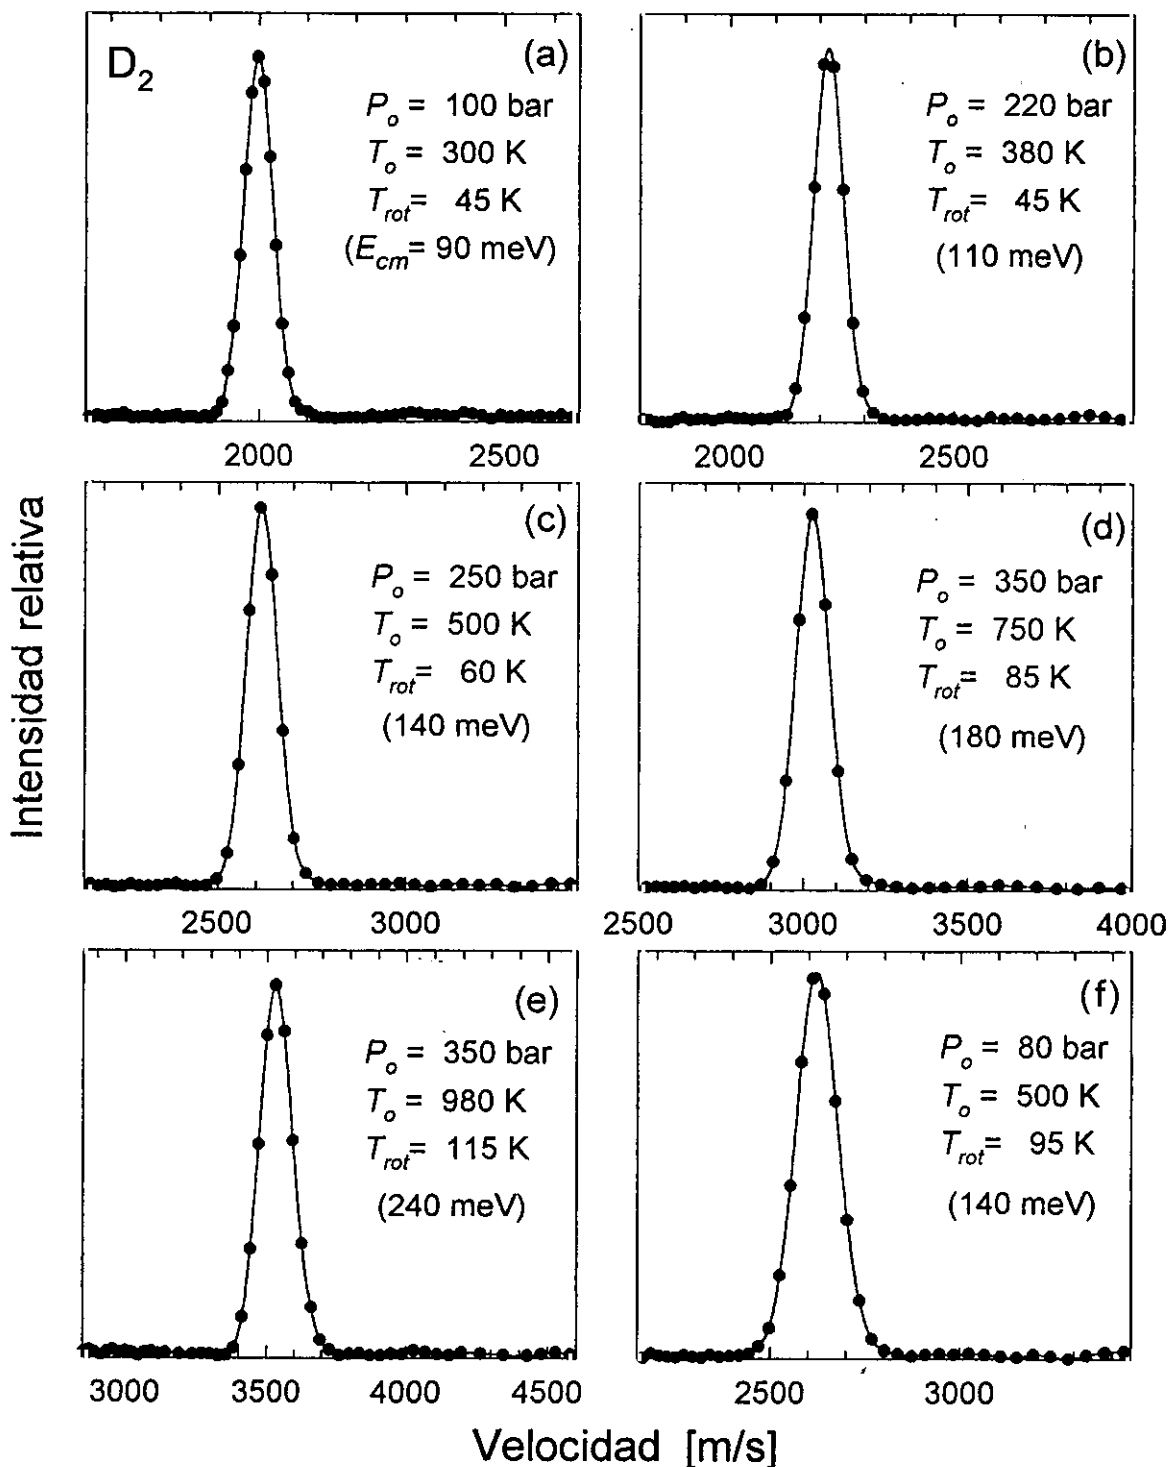 D2
(a)
Po = 100 bar
To = 300 K
Trot= 45 K
(Ecm= 90 meV)
2000 2500
(b)
Po = 220 bar
To = 380 K
Trot= 45 K
(110 meV)
2000 2500
(c)
Po = 250 bar
To = 500 K
Trot= 60 K
(140 meV)
2500 3000
(d)
Po = 350 bar
To = 750 K
Trot= 85 K
(180 meV)
2500 3000 3500 4000
(e)
Po = 350 bar
To = 980 K
Trot= 115 K
(240 meV)
3000 3500 4000 4500
(f)
Po = 80 bar
To = 500 K
Trot= 95 K
(140 meV)
2500 3000
Intensidad relativa
Velocidad [m/s]